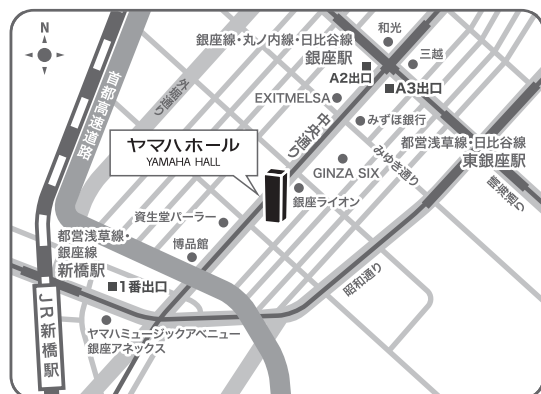 N
銀座線・丸ノ内線・日比谷線
銀座駅
A2出口
和光
三越
A3出口
EXITMELSA
みずほ銀行
首都高速道路
外堀通り
中央通り
ヤマハホール
YAMAHA HALL
都営浅草線・日比谷線
東銀座駅
みゆき通り
GINZA SIX
晴海通り
銀座ライオン
資生堂パーラー
都営浅草線・
銀座線
新橋駅
博品館
1番出口
昭和通り
JR新橋駅
ヤマハミュージックアベニュー
銀座アネックス